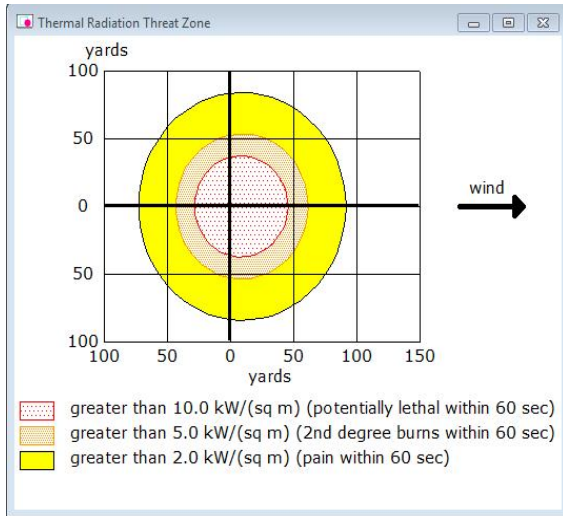 Thermal Radiation Threat Zone
yards
100
50
0
50
100
wind
100 50 0 50 100 150
yards
greater than 10.0 kW/(sq m) (potentially lethal within 60 sec)
greater than 5.0 kW/(sq m) (2nd degree burns within 60 sec)
greater than 2.0 kW/(sq m) (pain within 60 sec)